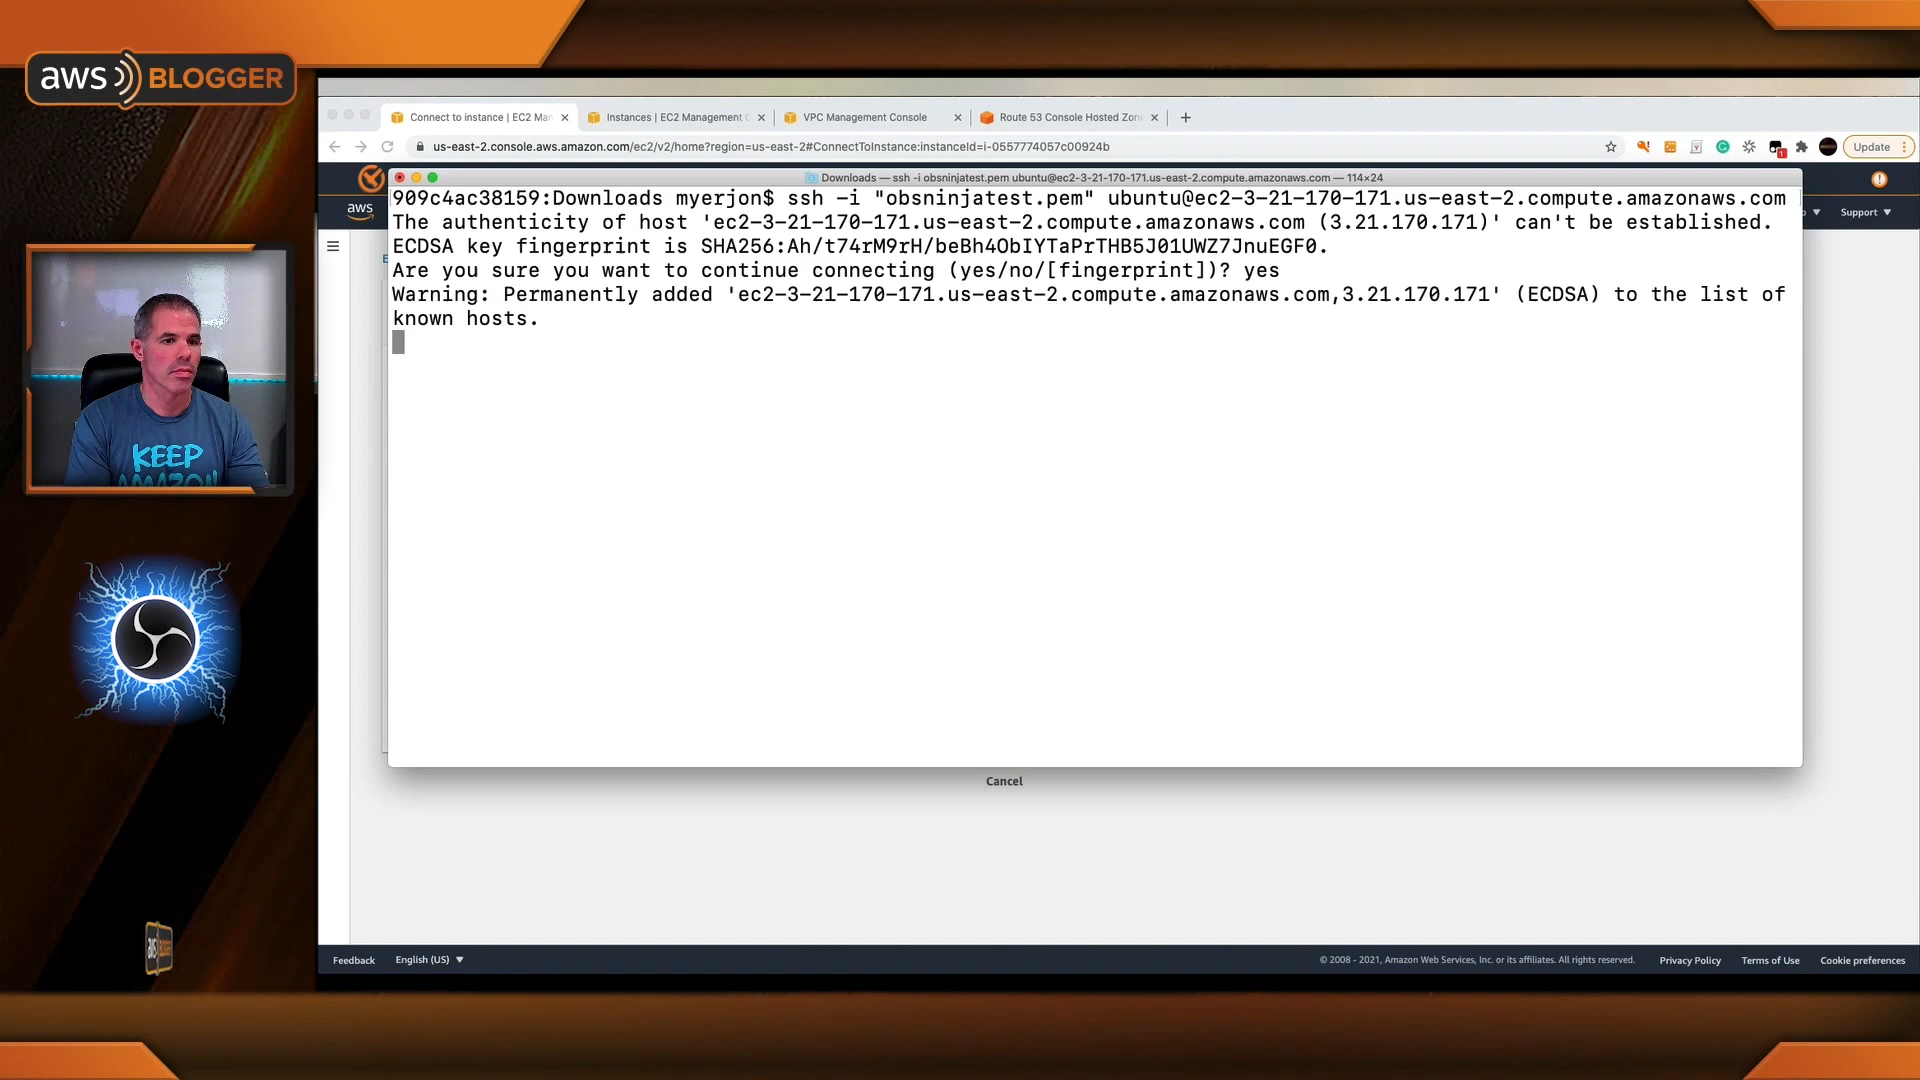 aws BLOGGER
Connect to instance | EC2 Man
Instances | EC2 Management C
VPC Management Console
Route 53 Console Hosted Zon
us-east-2.console.aws.amazon.com/ec2/v2/home?region=us-east-2#ConnectToInstance:instanceId=i-0557774057c00924b
Update
Downloads — ssh -i obsninjatest.pem ubuntu@ec2-3-21-170-171.us-east-2.compute.amazonaws.com — 114×24
aws
Support
909c4ac38159:Downloads myerjon$ ssh -i "obsninjatest.pem" ubuntu@ec2-3-21-170-171.us-east-2.compute.amazonaws.com
The authenticity of host 'ec2-3-21-170-171.us-east-2.compute.amazonaws.com (3.21.170.171)' can't be established.
ECDSA key fingerprint is SHA256:Ah/t74rM9rH/beBh4ObIYTaPrTHB5J01UWZ7JnuEGF0.
Are you sure you want to continue connecting (yes/no/[fingerprint])? yes
Warning: Permanently added 'ec2-3-21-170-171.us-east-2.compute.amazonaws.com,3.21.170.171' (ECDSA) to the list of
known hosts.
KEEP
AMAZON
Cancel
Feedback
English (US)
© 2008 - 2021, Amazon Web Services, Inc. or its affiliates. All rights reserved.
Privacy Policy
Terms of Use
Cookie preferences